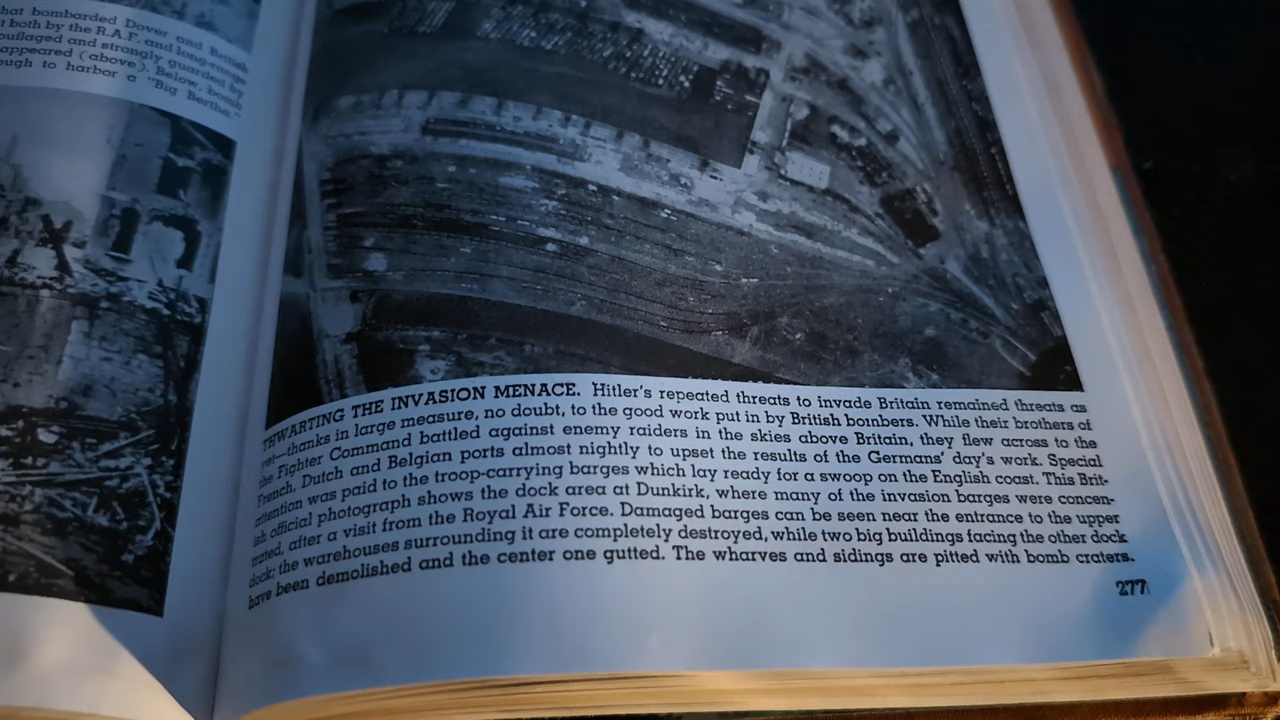 hat bombarded Dover and British
t both by the R.A.F. and long-range
ouflaged and strongly guarded by
appeared (above). Below, bomb
ough to harbor a "Big Bertha."
THWARTING THE INVASION MENACE. Hitler's repeated threats to invade Britain remained threats as
yet—thanks in large measure, no doubt, to the good work put in by British bombers. While their brothers of
the Fighter Command battled against enemy raiders in the skies above Britain, they flew across to the
French, Dutch and Belgian ports almost nightly to upset the results of the Germans' day's work. Special
attention was paid to the troop-carrying barges which lay ready for a swoop on the English coast. This Brit-
ish official photograph shows the dock area at Dunkirk, where many of the invasion barges were concen-
trated, after a visit from the Royal Air Force. Damaged barges can be seen near the entrance to the upper
dock; the warehouses surrounding it are completely destroyed, while two big buildings facing the other dock
have been demolished and the center one gutted. The wharves and sidings are pitted with bomb craters.
277